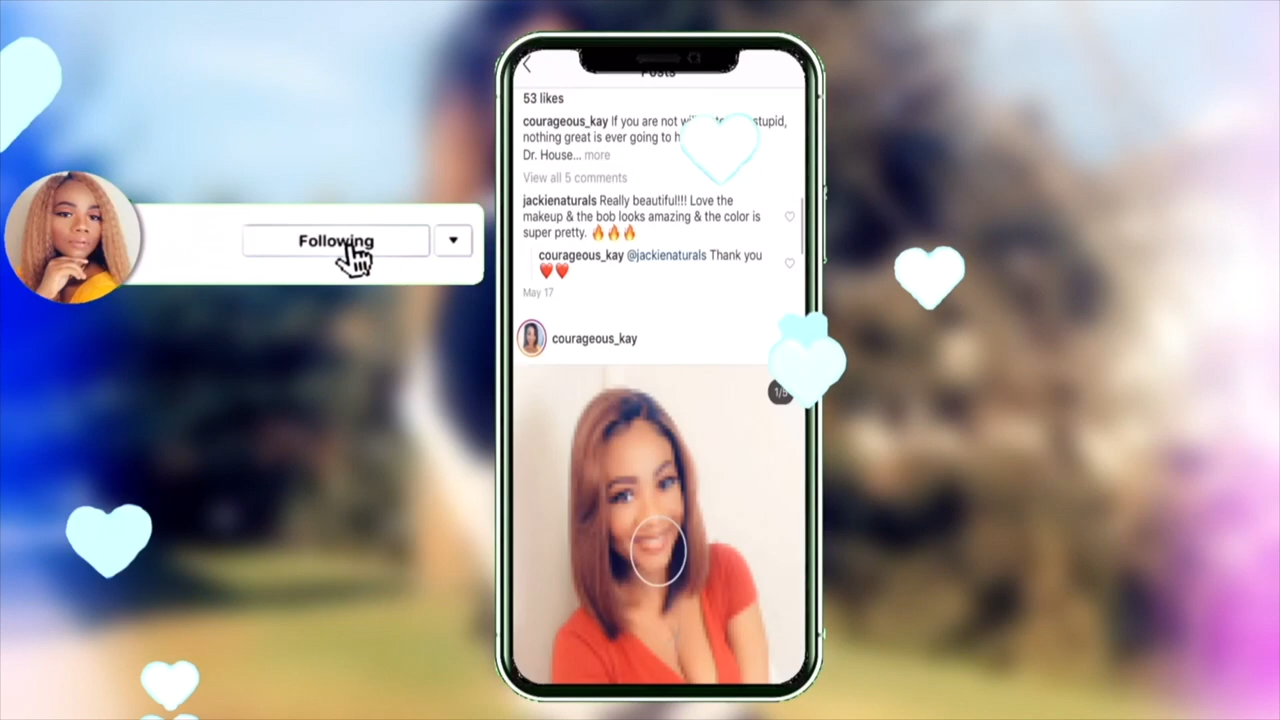 Posts
53 likes
courageous_kay If you are not stupid,
nothing great is ever going to
Dr. House... more
View all 5 comments
jackienaturals Really beautiful!!! Love the
makeup & the bob looks amazing & the color is
super pretty. 🔥🔥🔥
courageous_kay @jackienaturals Thank you
❤️❤️
May 17
courageous_kay
Following